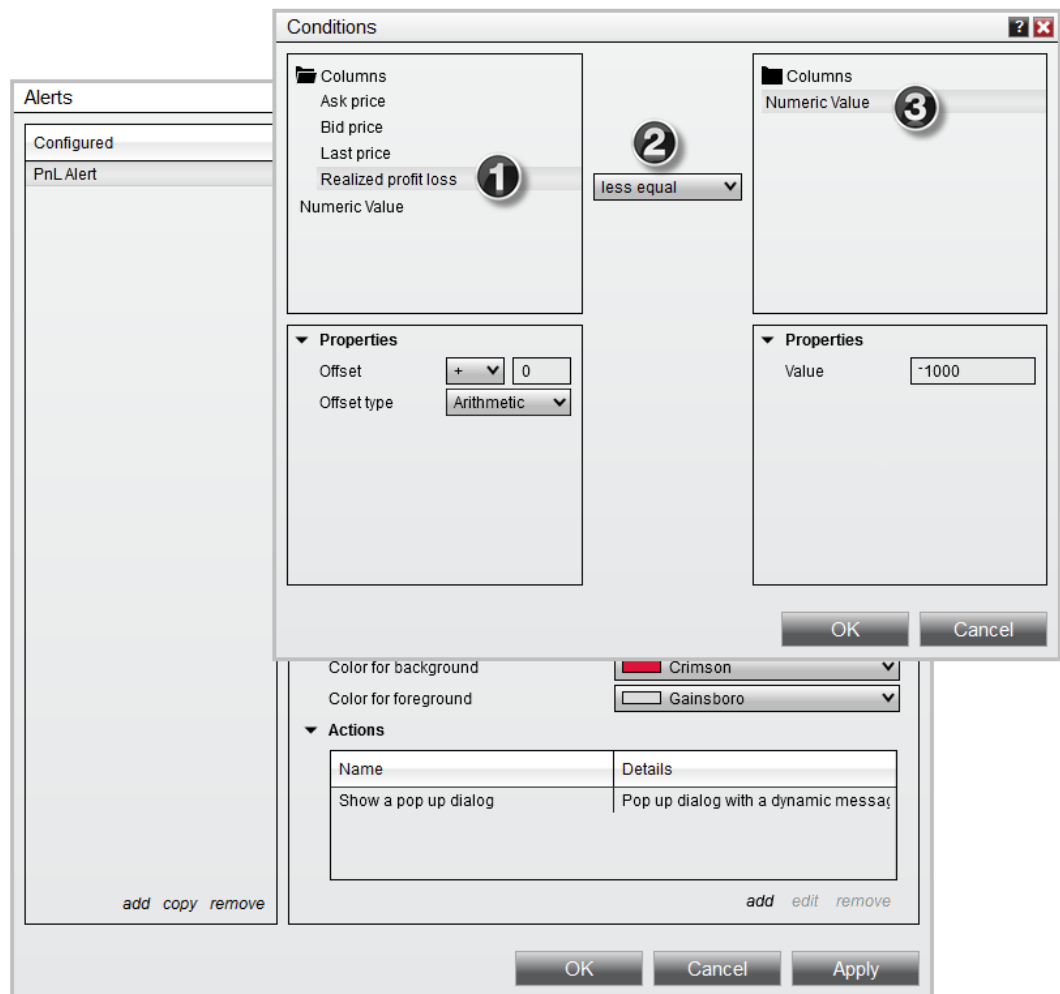 Conditions
?
Columns
Ask price
Bid price
Last price
Realized profit loss
Numeric Value
1
2
less equal
Columns
Numeric Value
3
Properties
Offset
+
0
Offset type
Arithmetic
Properties
Value
-1000
OK
Cancel
Alerts
Configured
PnL Alert
add copy remove
Color for background
Crimson
Color for foreground
Gainsboro
Actions
Name
Details
Show a pop up dialog
Pop up dialog with a dynamic messag
add edit remove
OK
Cancel
Apply